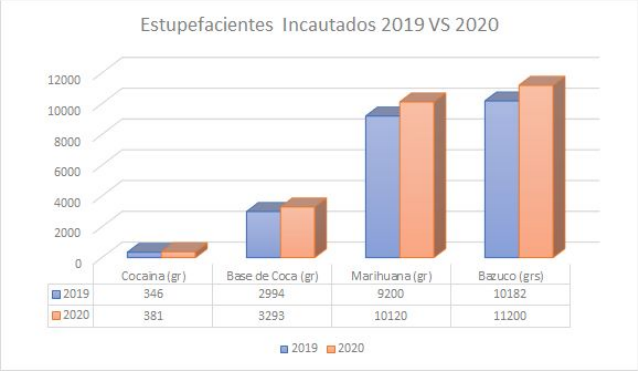 Estupefacientes Incautados 2019 VS 2020
12000
10000
8000
6000
4000
2000
0
Cocaina (gr) Base de Coca (gr) Marihuana (gr) Bazuco (grs)
2019 346 2994 9200 10182
2020 381 3293 10120 11200
2019 2020